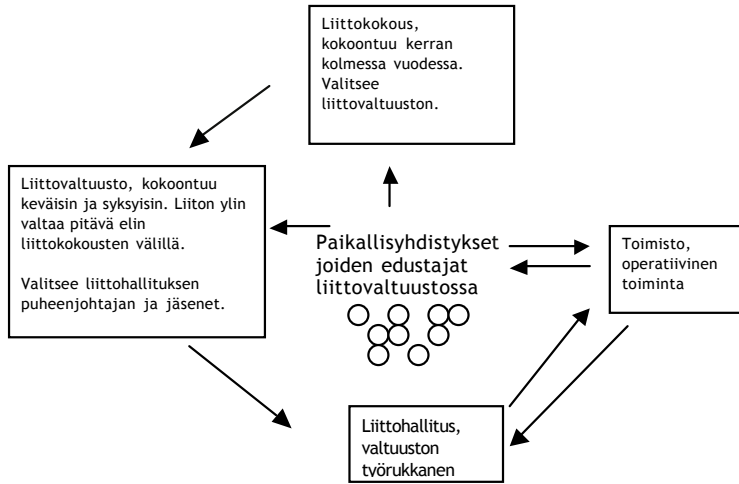 Liittokokous,
kokoontuu kerran
kolmessa vuodessa.
Valitsee
liittovaltuuston.
Liittovaltuusto, kokoontuu
keväisin ja syksyisin. Liiton ylin
valtaa pitävä elin
liittokokousten välillä.
Valitsee liittohallituksen
puheenjohtajan ja jäsenet.
Paikallisyhdistykset
joiden edustajat
liittovaltuustossa
Toimisto,
operatiivinen
toiminta
Liittohallitus,
valtuuston
työrukkanen